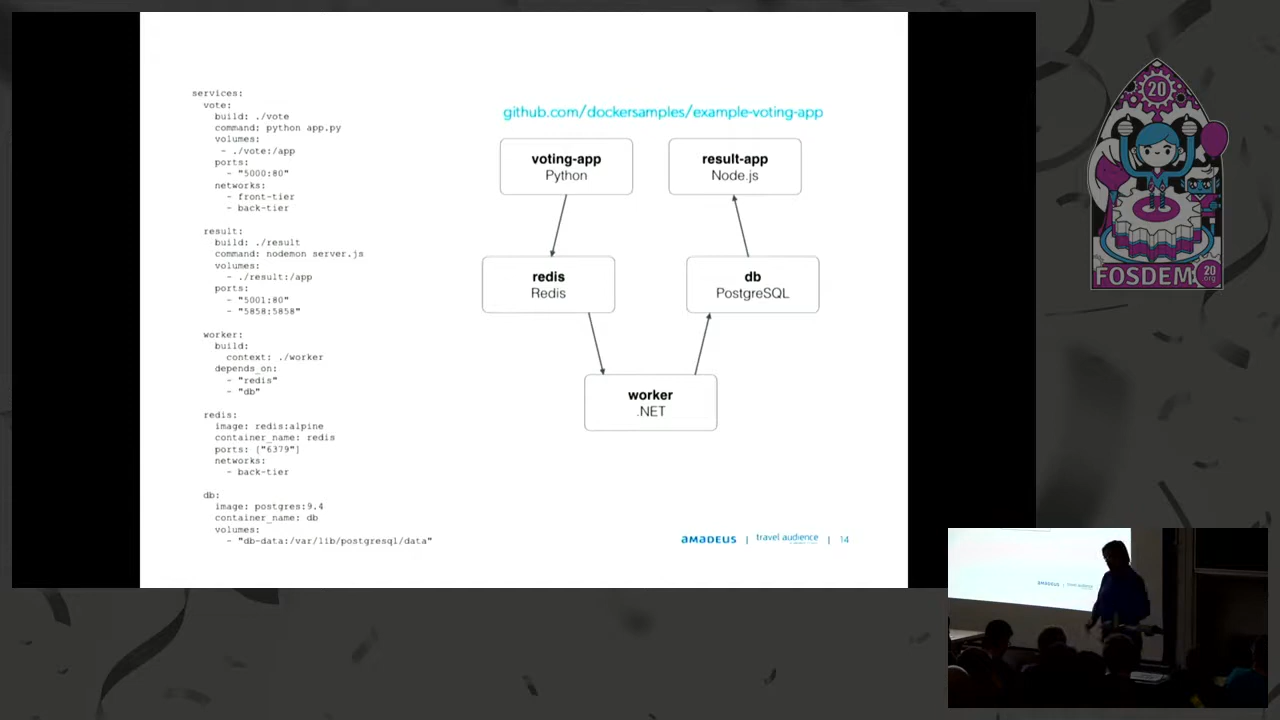 services:
vote:
build: ./vote
command: python app.py
volumes:
- ./vote:/app
ports:
- "5000:80"
networks:
- front-tier
- back-tier
result:
build: ./result
command: nodemon server.js
volumes:
- ./result:/app
ports:
- "5001:80"
- "5858:5858"
worker:
build:
context: ./worker
depends_on:
- "redis"
- "db"
redis:
image: redis:alpine
container_name: redis
ports: ["6379"]
networks:
- back-tier
db:
image: postgres:9.4
container_name: db
volumes:
- "db-data:/var/lib/postgresql/data"
github.com/dockersamples/example-voting-app
voting-app
Python
result-app
Node.js
redis
Redis
db
PostgreSQL
worker
.NET
amadeus | travel audience | 14
20
FOSDEM 20
.org